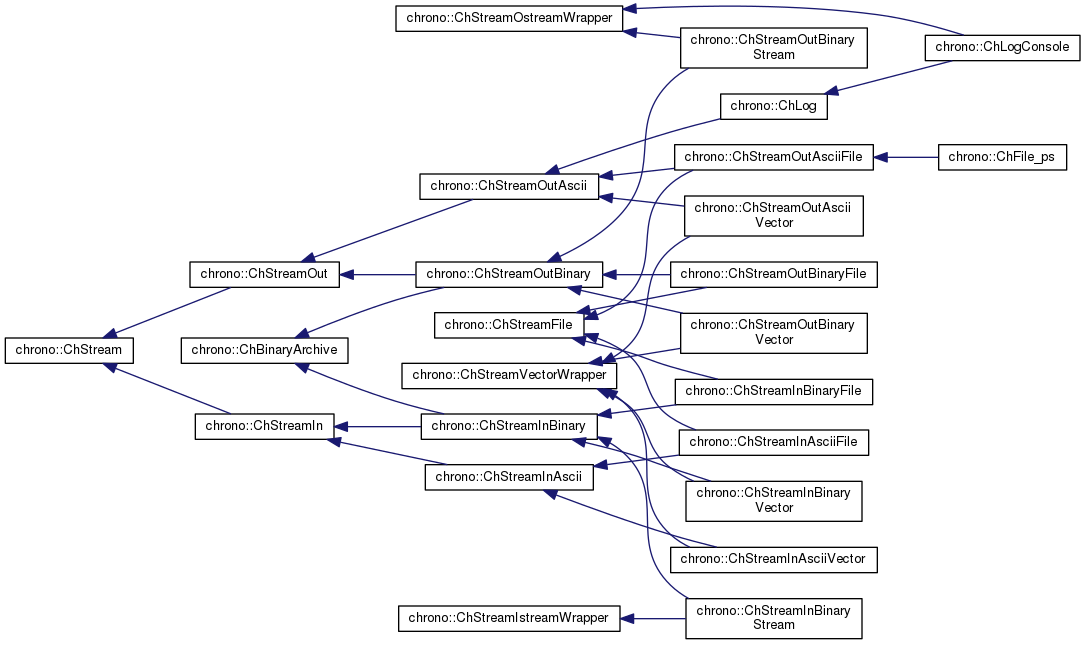 chrono::ChStreamOstreamWrapper
chrono::ChStreamOutBinary
Stream
chrono::ChLogConsole
chrono::ChLog
chrono::ChStreamOutAsciiFile
chrono::ChFile_ps
chrono::ChStreamOutAscii
chrono::ChStreamOutAscii
Vector
chrono::ChStreamOut
chrono::ChStreamOutBinary
chrono::ChStreamOutBinaryFile
chrono::ChStreamFile
chrono::ChStreamOutBinary
Vector
chrono::ChStream
chrono::ChBinaryArchive
chrono::ChStreamVectorWrapper
chrono::ChStreamInBinaryFile
chrono::ChStreamIn
chrono::ChStreamInBinary
chrono::ChStreamInAsciiFile
chrono::ChStreamInAscii
chrono::ChStreamInBinary
Vector
chrono::ChStreamInAsciiVector
chrono::ChStreamIstreamWrapper
chrono::ChStreamInBinary
Stream